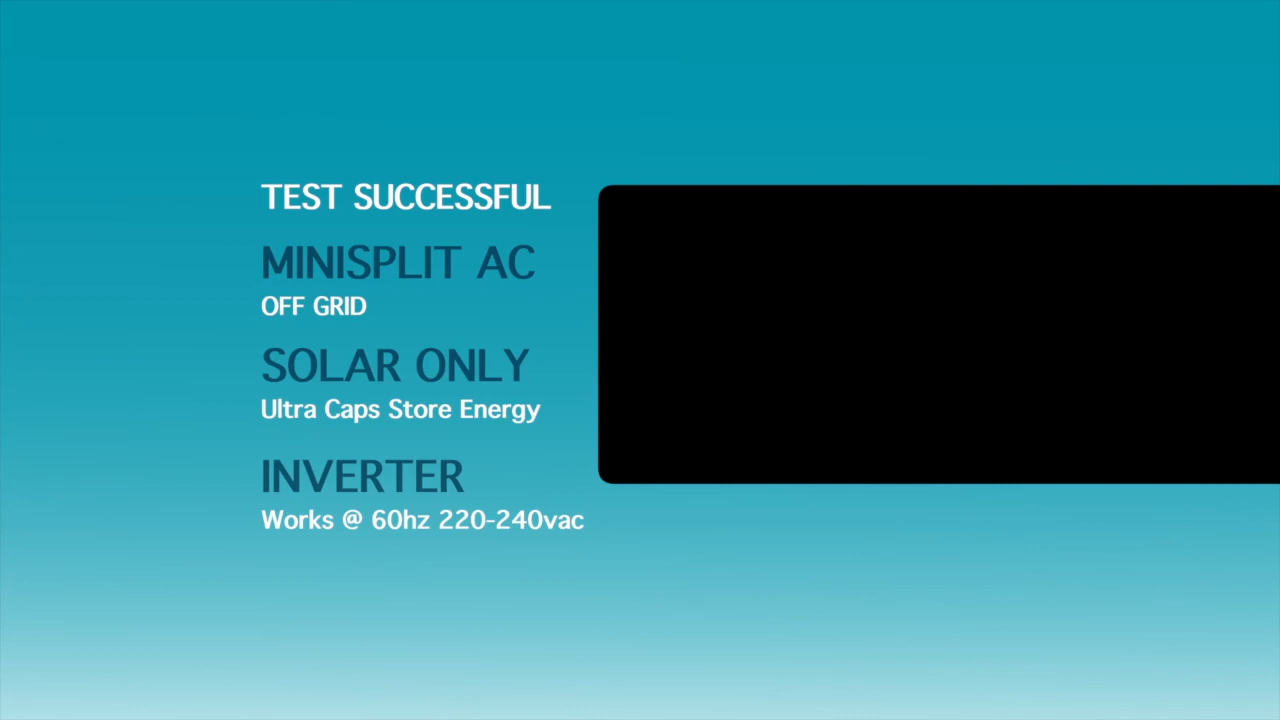 TEST SUCCESSFUL
MINISPLIT AC
OFF GRID
SOLAR ONLY
Ultra Caps Store Energy
INVERTER
Works @ 60hz 220-240vac